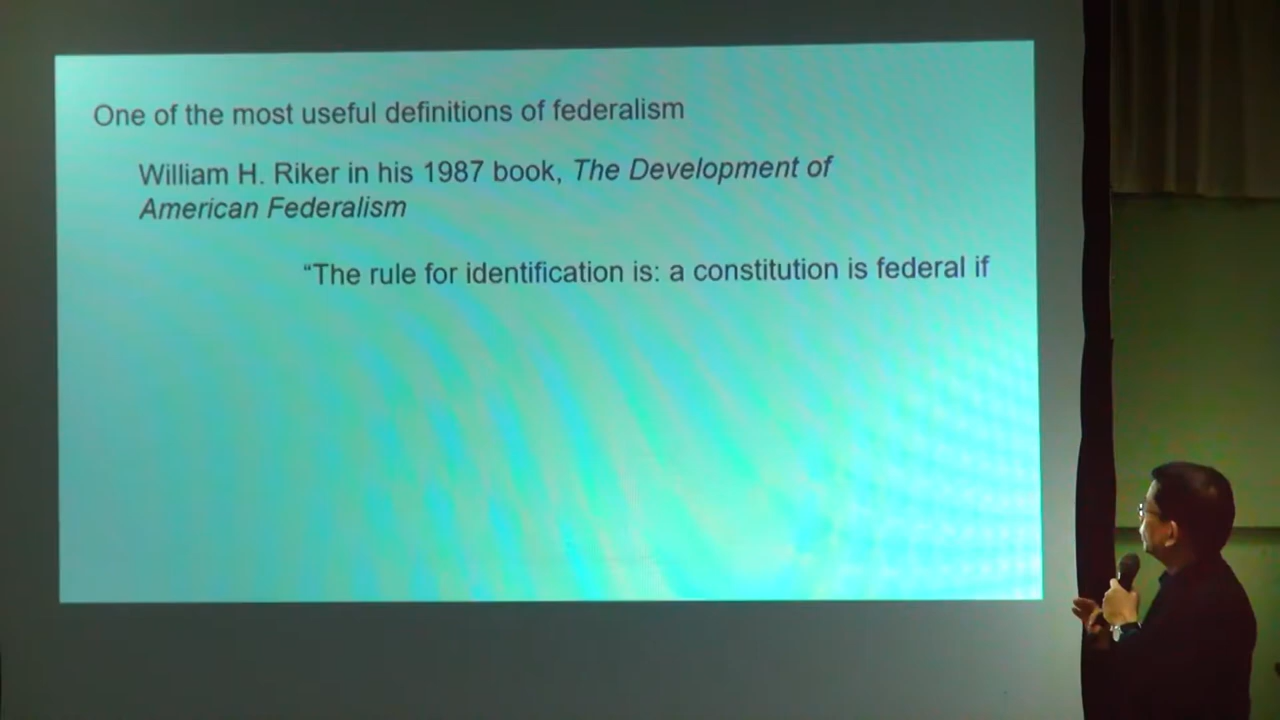 One of the most useful definitions of federalism
William H. Riker in his 1987 book, The Development of
American Federalism
“The rule for identification is: a constitution is federal if